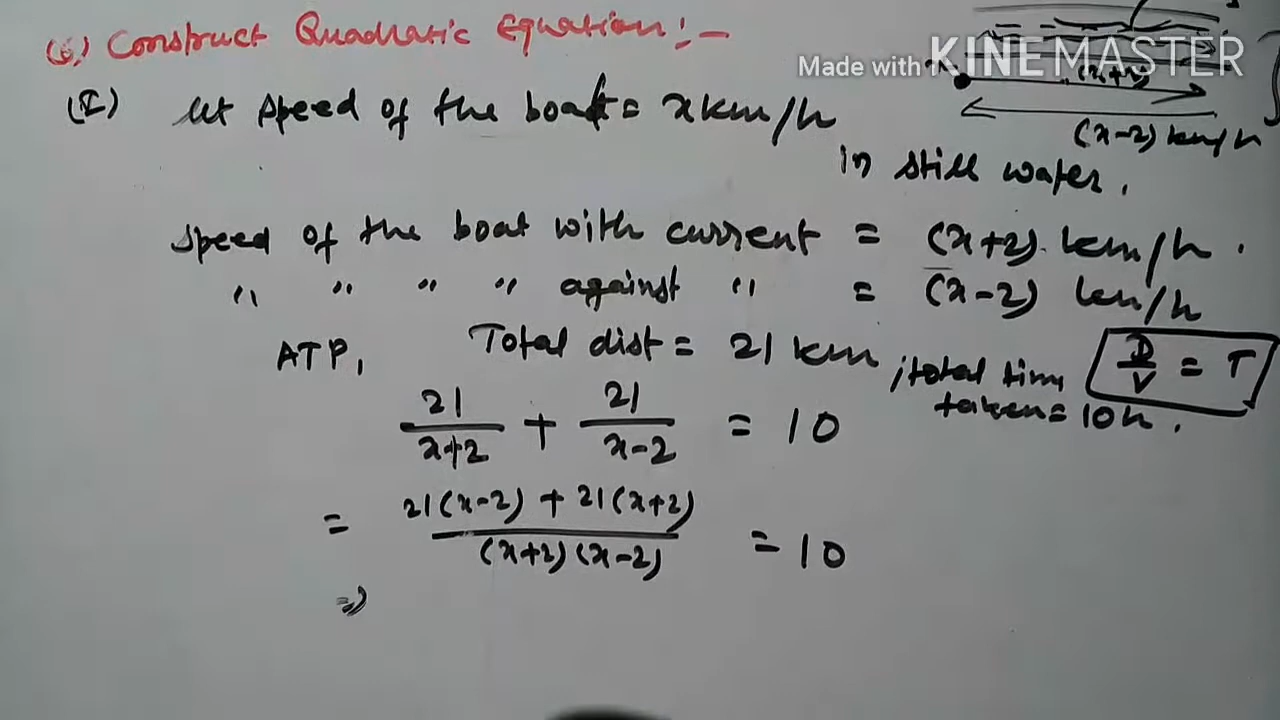 (6.) Construct Quadratic Equation:-
Made with KINEMASTER
(x+2)
(x-2) km/h
(I) let speed of the boat = x km/h
in still water.
Speed of the boat with current = (x+2) km/h.
" " " " against " = (x-2) km/h
ATP, Total dist = 21 km, total time
taken = 10h.
D/V = T
21/x+2 + 21/x-2 = 10
= 21(x-2) + 21(x+2)/(x+2)(x-2) = 10
=>